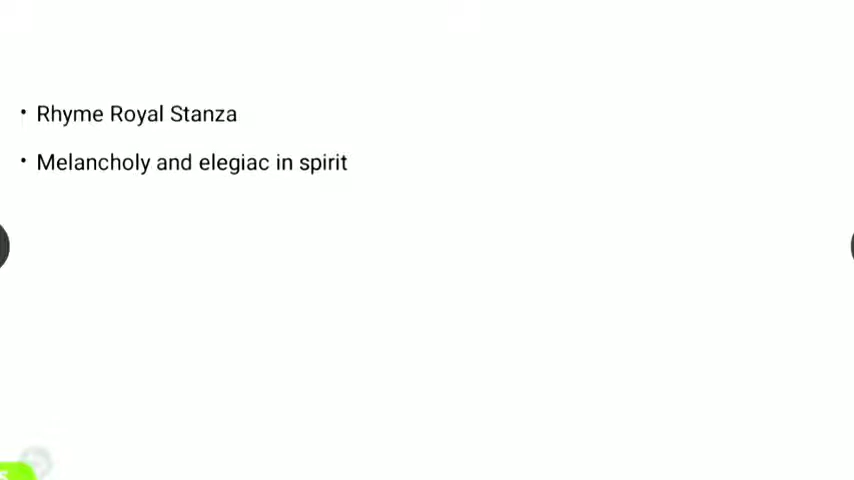 • Rhyme Royal Stanza
• Melancholy and elegiac in spirit